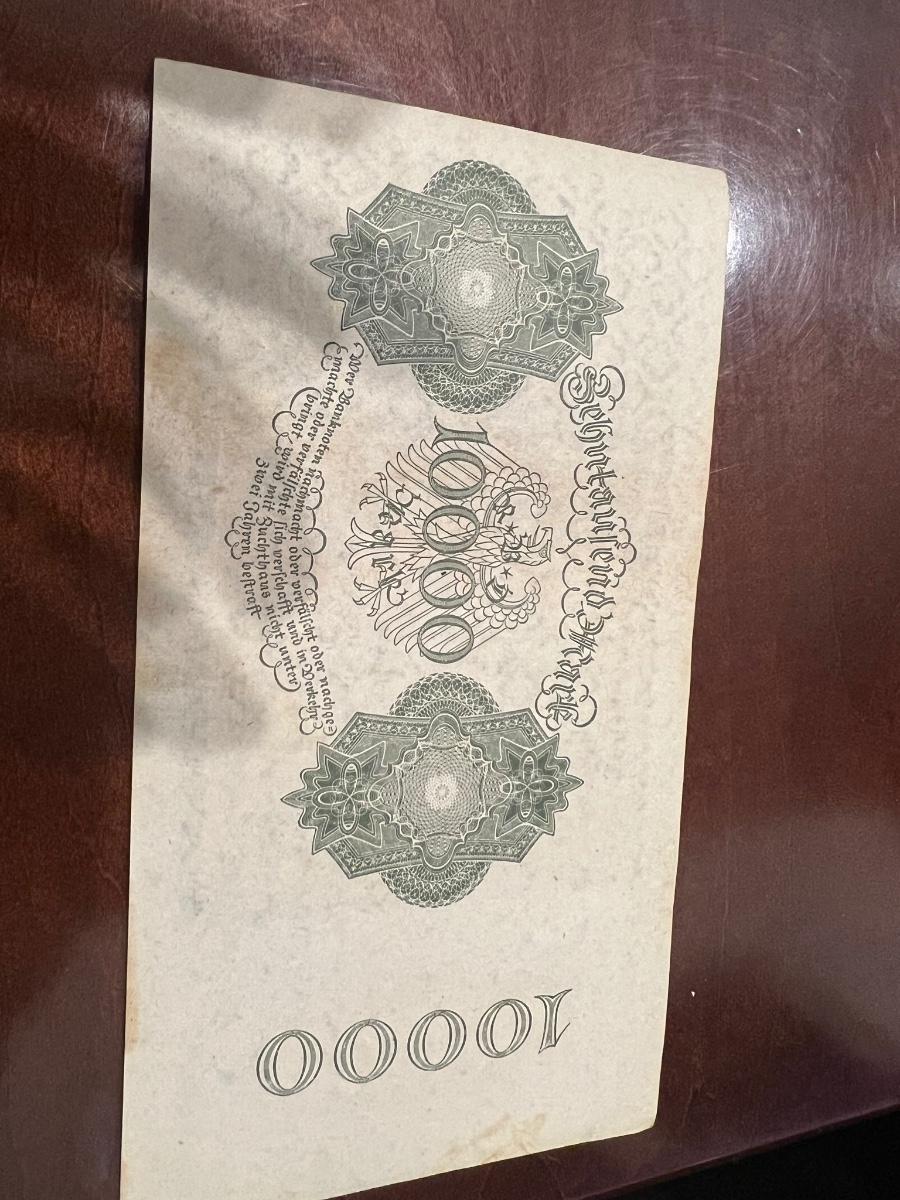 Zehntausend Mark
10000
Wer Banknoten nachmacht oder verfälscht oder nachge=
machte oder verfälschte sich verschafft und in Verkehr
bringt wird mit Zuchthaus nicht unter
zwei Jahren bestraft
10000